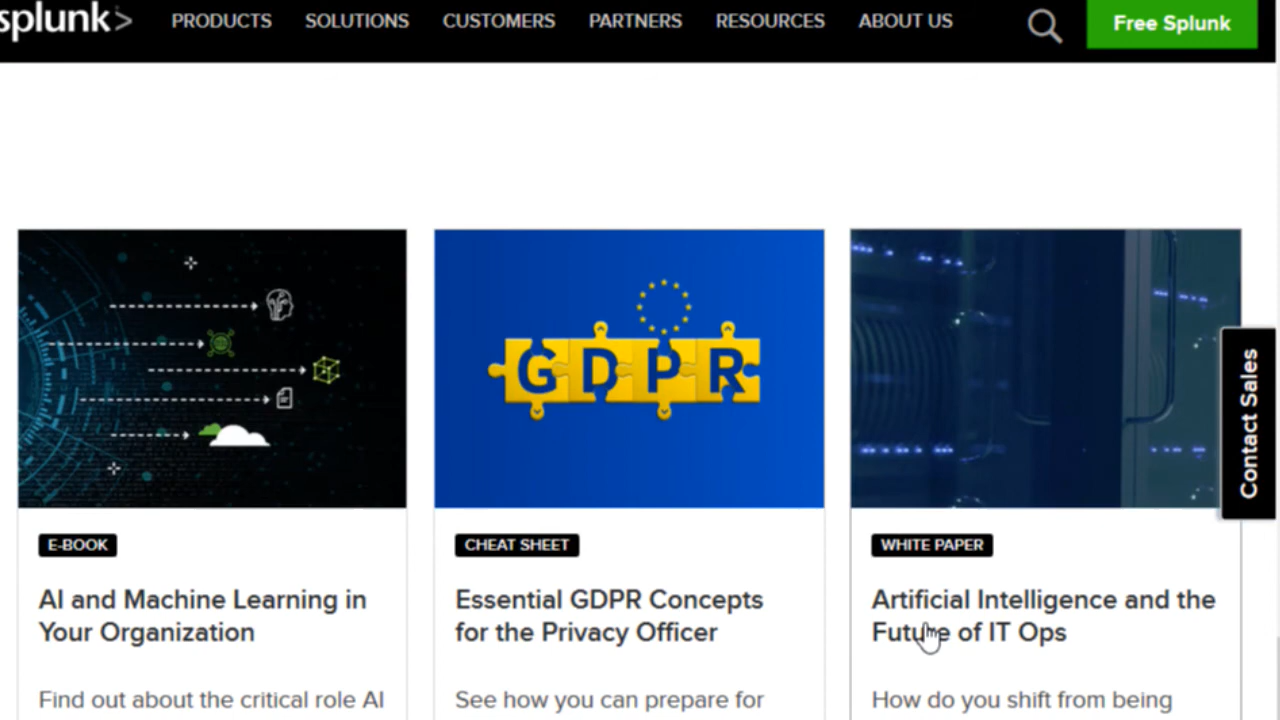 splunk>
PRODUCTS
SOLUTIONS
CUSTOMERS
PARTNERS
RESOURCES
ABOUT US
Free Splunk
GDPR
Contact Sales
E-BOOK
AI and Machine Learning in
Your Organization
Find out about the critical role AI
CHEAT SHEET
Essential GDPR Concepts
for the Privacy Officer
See how you can prepare for
WHITE PAPER
Artificial Intelligence and the
Future of IT Ops
How do you shift from being